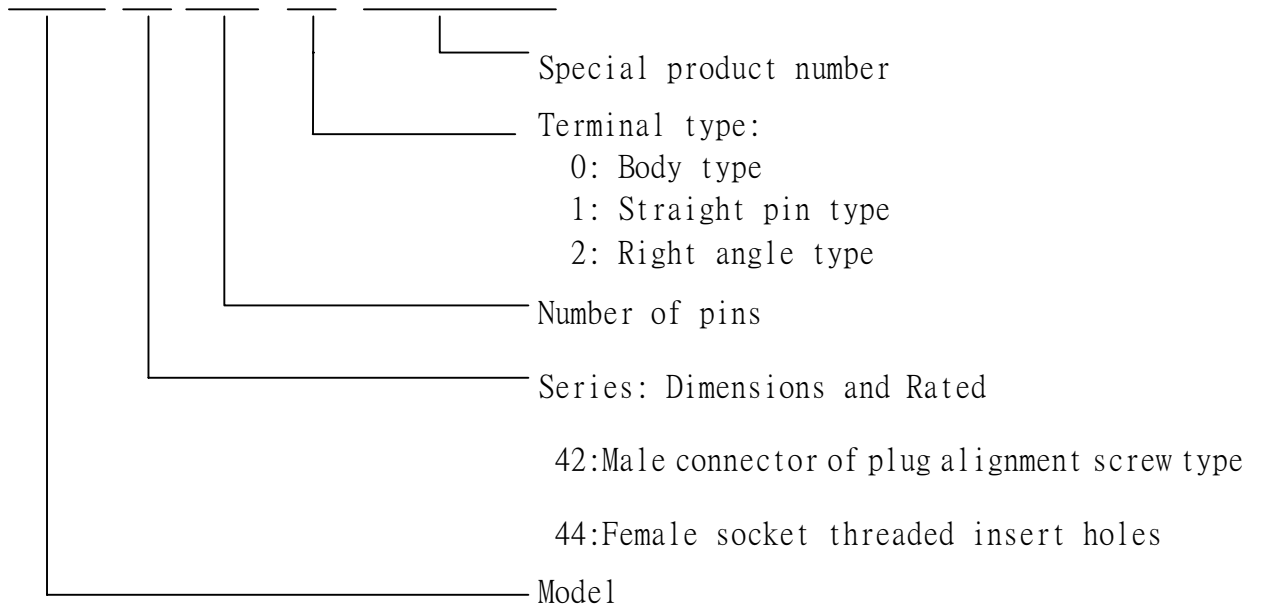 Special product number
Terminal type:
0: Body type
1: Straight pin type
2: Right angle type
Number of pins
Series: Dimensions and Rated
42:Male connector of plug alignment screw type
44:Female socket threaded insert holes
Model